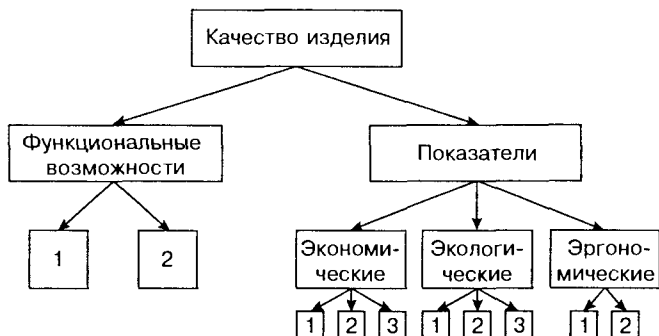 Качество изделия
Функциональные
возможности
Показатели
1
2
Экономи-
ческие
Экологи-
ческие
Эргоно-
мические
1 2 3
1 2 3
1 2